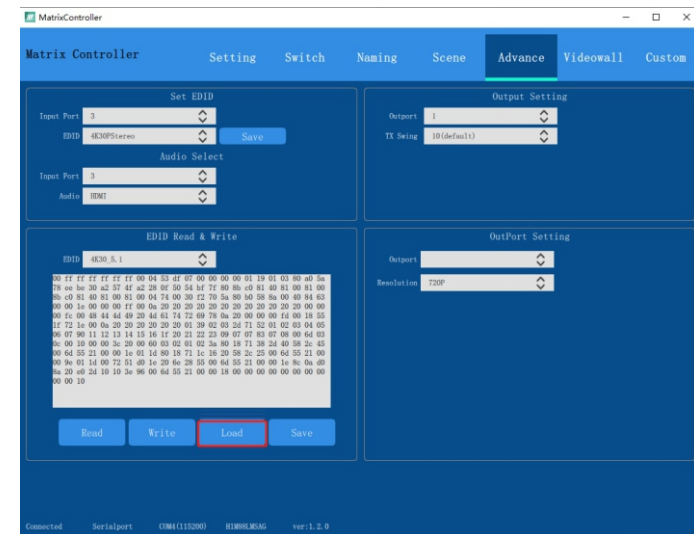 MatrixController
Matrix Controller
Setting Switch Naming Scene Advance Videowall Custom
Set EDID
Input Port 3
EDID 4K30PStereo Save
Audio Select
Input Port 3
Audio HDMI
Output Setting
Outport 1
TX Swing 10(default)
EDID Read & Write
EDID 4K30_5.1
00 ff ff ff ff ff ff 00 04 53 df 07 00 00 00 00 01 19 01 03 80 a0 5a
78 ee be 30 a2 57 4f a2 28 0f 50 54 bf 7f 80 8b c0 81 40 81 00 81 00
8b c0 81 40 81 00 81 00 04 74 00 30 f2 70 5a 80 b0 58 8a 00 40 84 63
00 00 1e 00 00 00 ff 00 0a 20 20 20 20 20 20 20 20 20 20 20 20 00 00
00 fc 00 48 44 4d 49 20 4d 61 74 72 69 78 0a 20 00 00 00 fd 00 18 55
1f 72 1e 00 0a 20 20 20 20 20 20 01 39 02 03 2d 71 52 01 02 03 04 05
06 07 90 11 12 13 14 15 16 1f 20 21 22 23 09 07 07 83 07 08 00 6d 03
0c 00 10 00 00 3c 20 00 60 03 02 01 02 3a 80 18 71 38 2d 40 58 2c 45
00 6d 55 21 00 00 1e 01 1d 80 18 71 1c 16 20 58 2c 25 00 6d 55 21 00
00 9e 01 1d 00 72 51 d0 1e 20 6e 28 55 00 6d 55 21 00 00 1e 8c 0a d0
8a 20 e0 2d 10 10 3e 96 00 6d 55 21 00 00 18 00 00 00 00 00 00 00 00
00 00 10
Read Write Load Save
OutPort Setting
Outport
Resolution 720P
Connected Serialport COM4(115200) ver:1.2.0